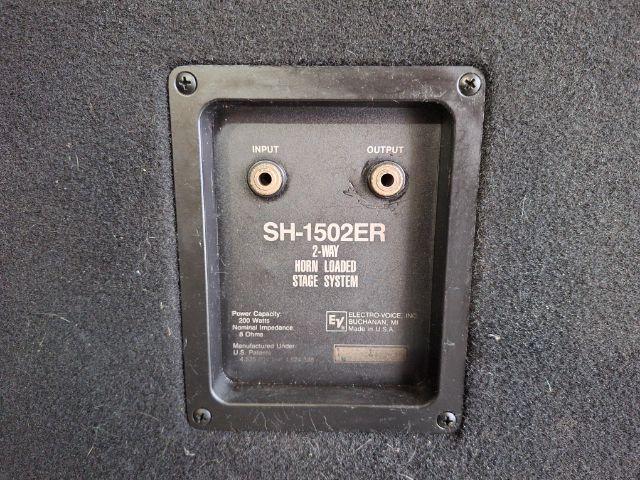 INPUT
OUTPUT
SH-1502ER
2-WAY
HORN LOADED
STAGE SYSTEM
Power Capacity:
200 Watts
Nominal Impedance:
8 Ohms
Manufactured Under
U.S. Patents
EV
ELECTRO-VOICE, INC.
BUCHANAN, MI
Made in U.S.A.